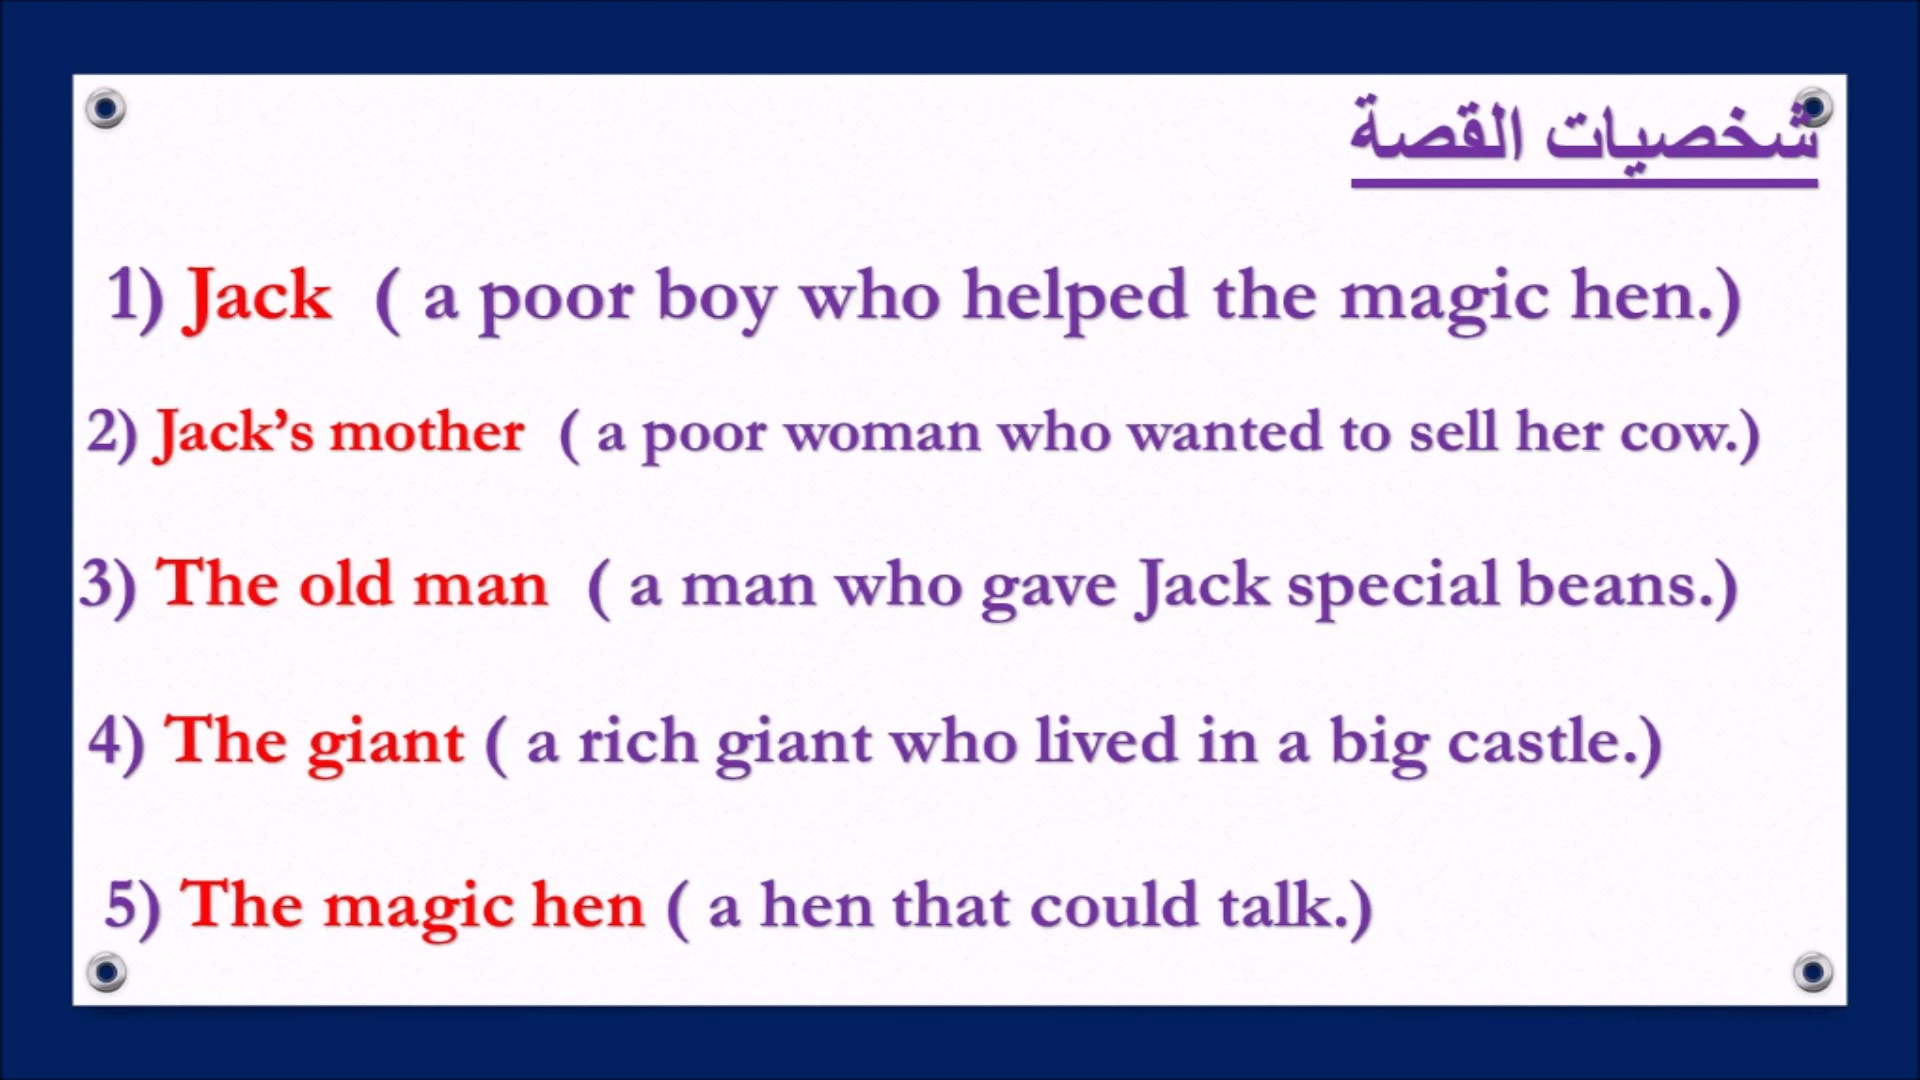 شخصيات القصة
1) Jack ( a poor boy who helped the magic hen.)
2) Jack’s mother ( a poor woman who wanted to sell her cow.)
3) The old man ( a man who gave Jack special beans.)
4) The giant ( a rich giant who lived in a big castle.)
5) The magic hen ( a hen that could talk.)